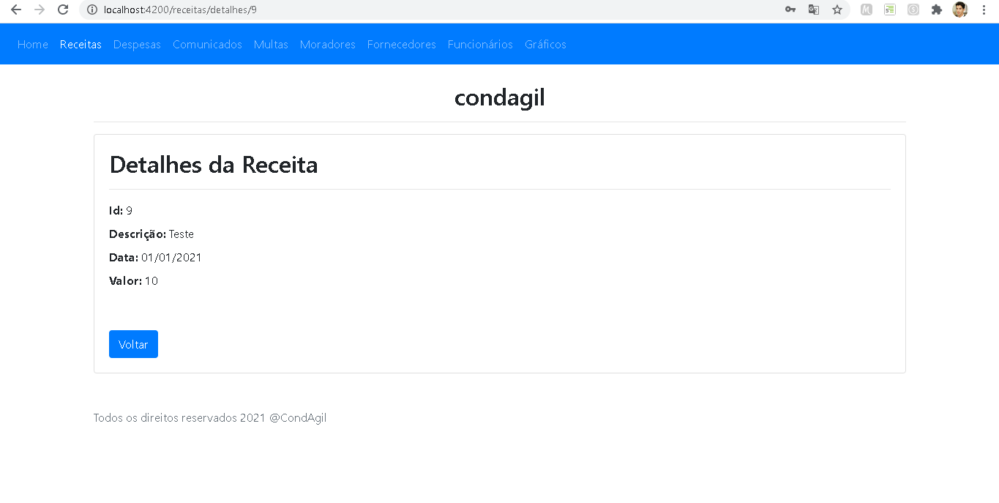 localhost:4200/receitas/detalhes/9
Home Receitas Despesas Comunicados Multas Moradores Fornecedores Funcionários Gráficos
condagil
Detalhes da Receita
Id: 9
Descrição: Teste
Data: 01/01/2021
Valor: 10
Voltar
Todos os direitos reservados 2021 @CondAgil